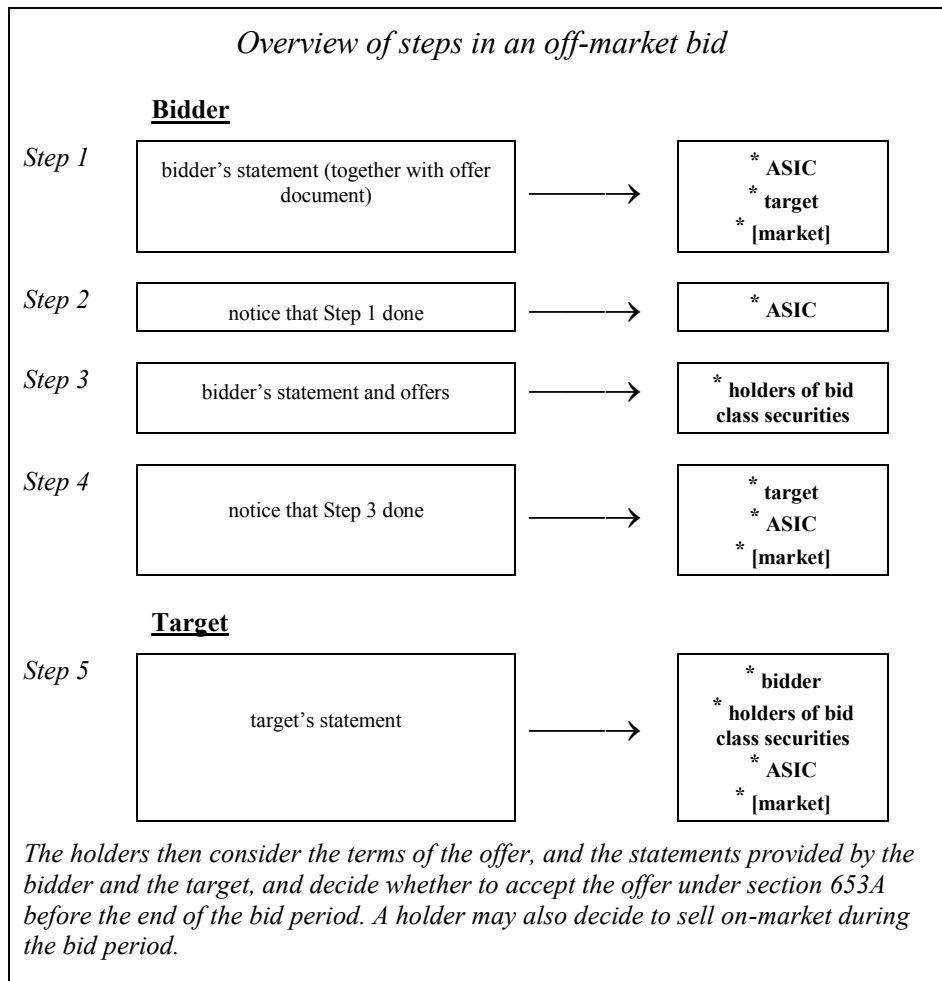 Overview of steps in an off-market bid
Bidder
Step 1
bidder’s statement (together with offer
document)
* ASIC
* target
* [market]
Step 2
notice that Step 1 done
* ASIC
Step 3
bidder’s statement and offers
* holders of bid
class securities
Step 4
notice that Step 3 done
* target
* ASIC
* [market]
Target
Step 5
target’s statement
* bidder
* holders of bid
class securities
* ASIC
* [market]
The holders then consider the terms of the offer, and the statements provided by the
bidder and the target, and decide whether to accept the offer under section 653A
before the end of the bid period. A holder may also decide to sell on-market during
the bid period.